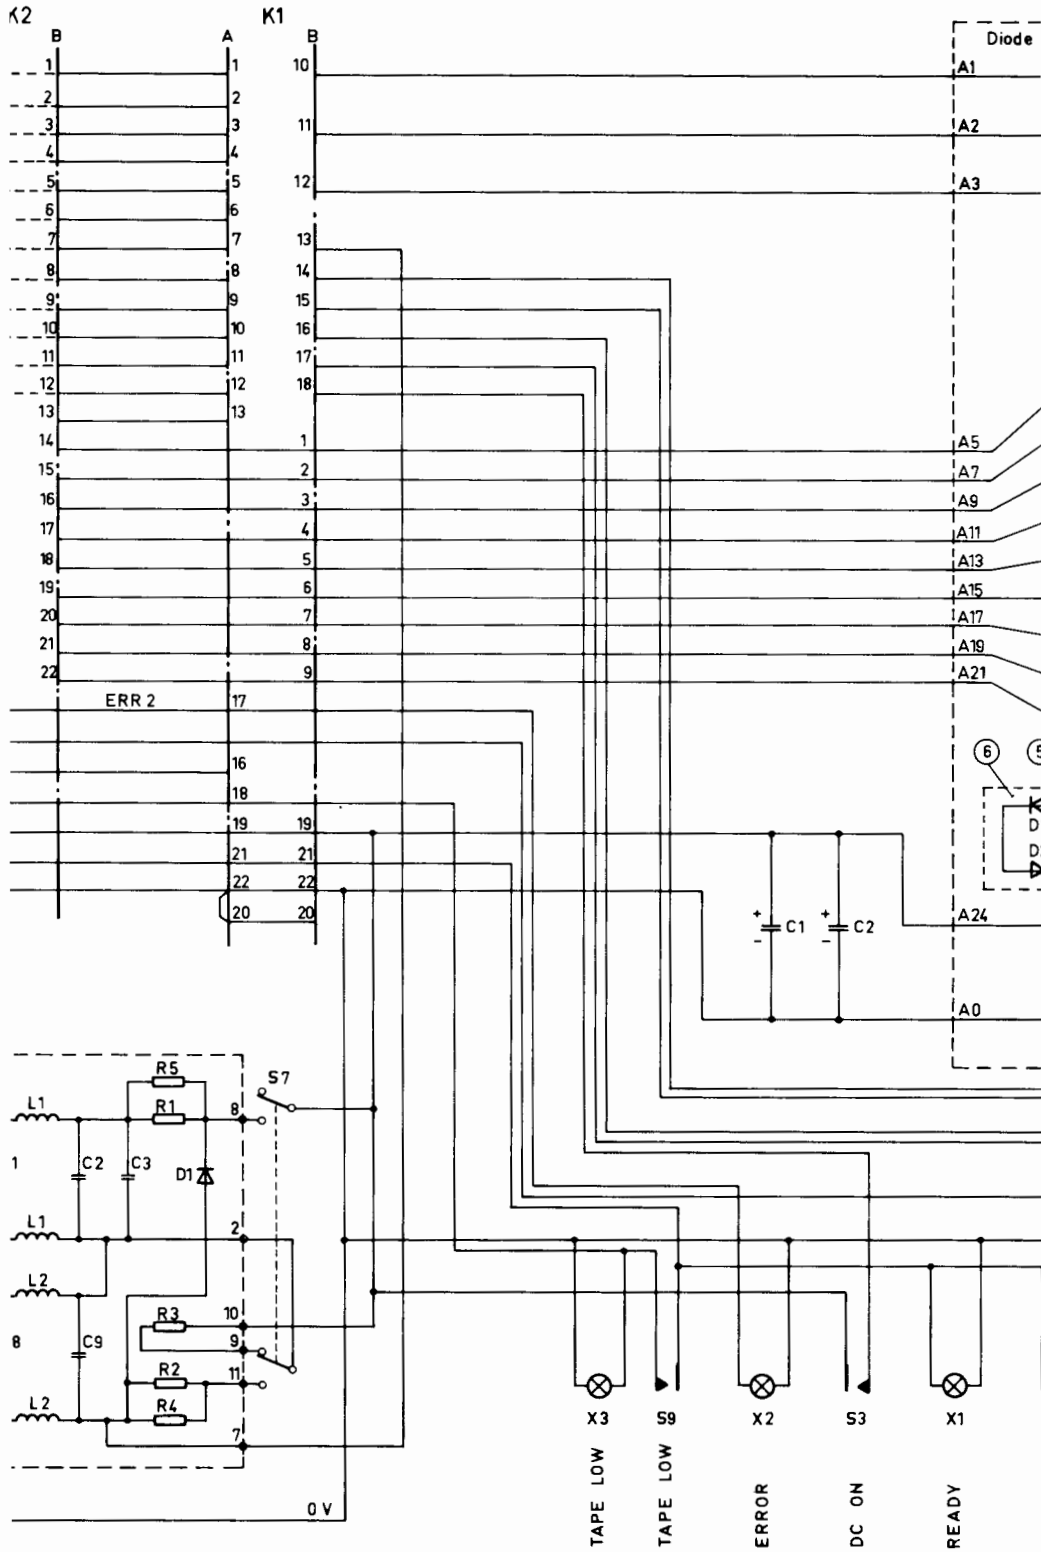 K2 K1
B A B Diode
1 1 10 A1
2 2
3 3 11 A2
4 4
5 5 12 A3
6 6
7 7 13
8 8 14
9 9 15
10 10 16
11 11 17
12 12 18
13 13
14 1 A5
15 2 A7
16 3 A9
17 4 A11
18 5 A13
19 6 A15
20 7 A17
21 8 A19
22 9 A21
ERR 2 17
16 6
18
19 19 D
21 21
22 22
20 20 + C1 + C2 A24
- -
A0
R5 S7
L1 R1 8
1 C2 C3 D1
L1 2
L2
R3 10
8 C9 9
R2 11
L2 R4
7
X3 S9 X2 S3 X1
0 V
TAPE LOW
TAPE LOW
ERROR
DC ON
READY